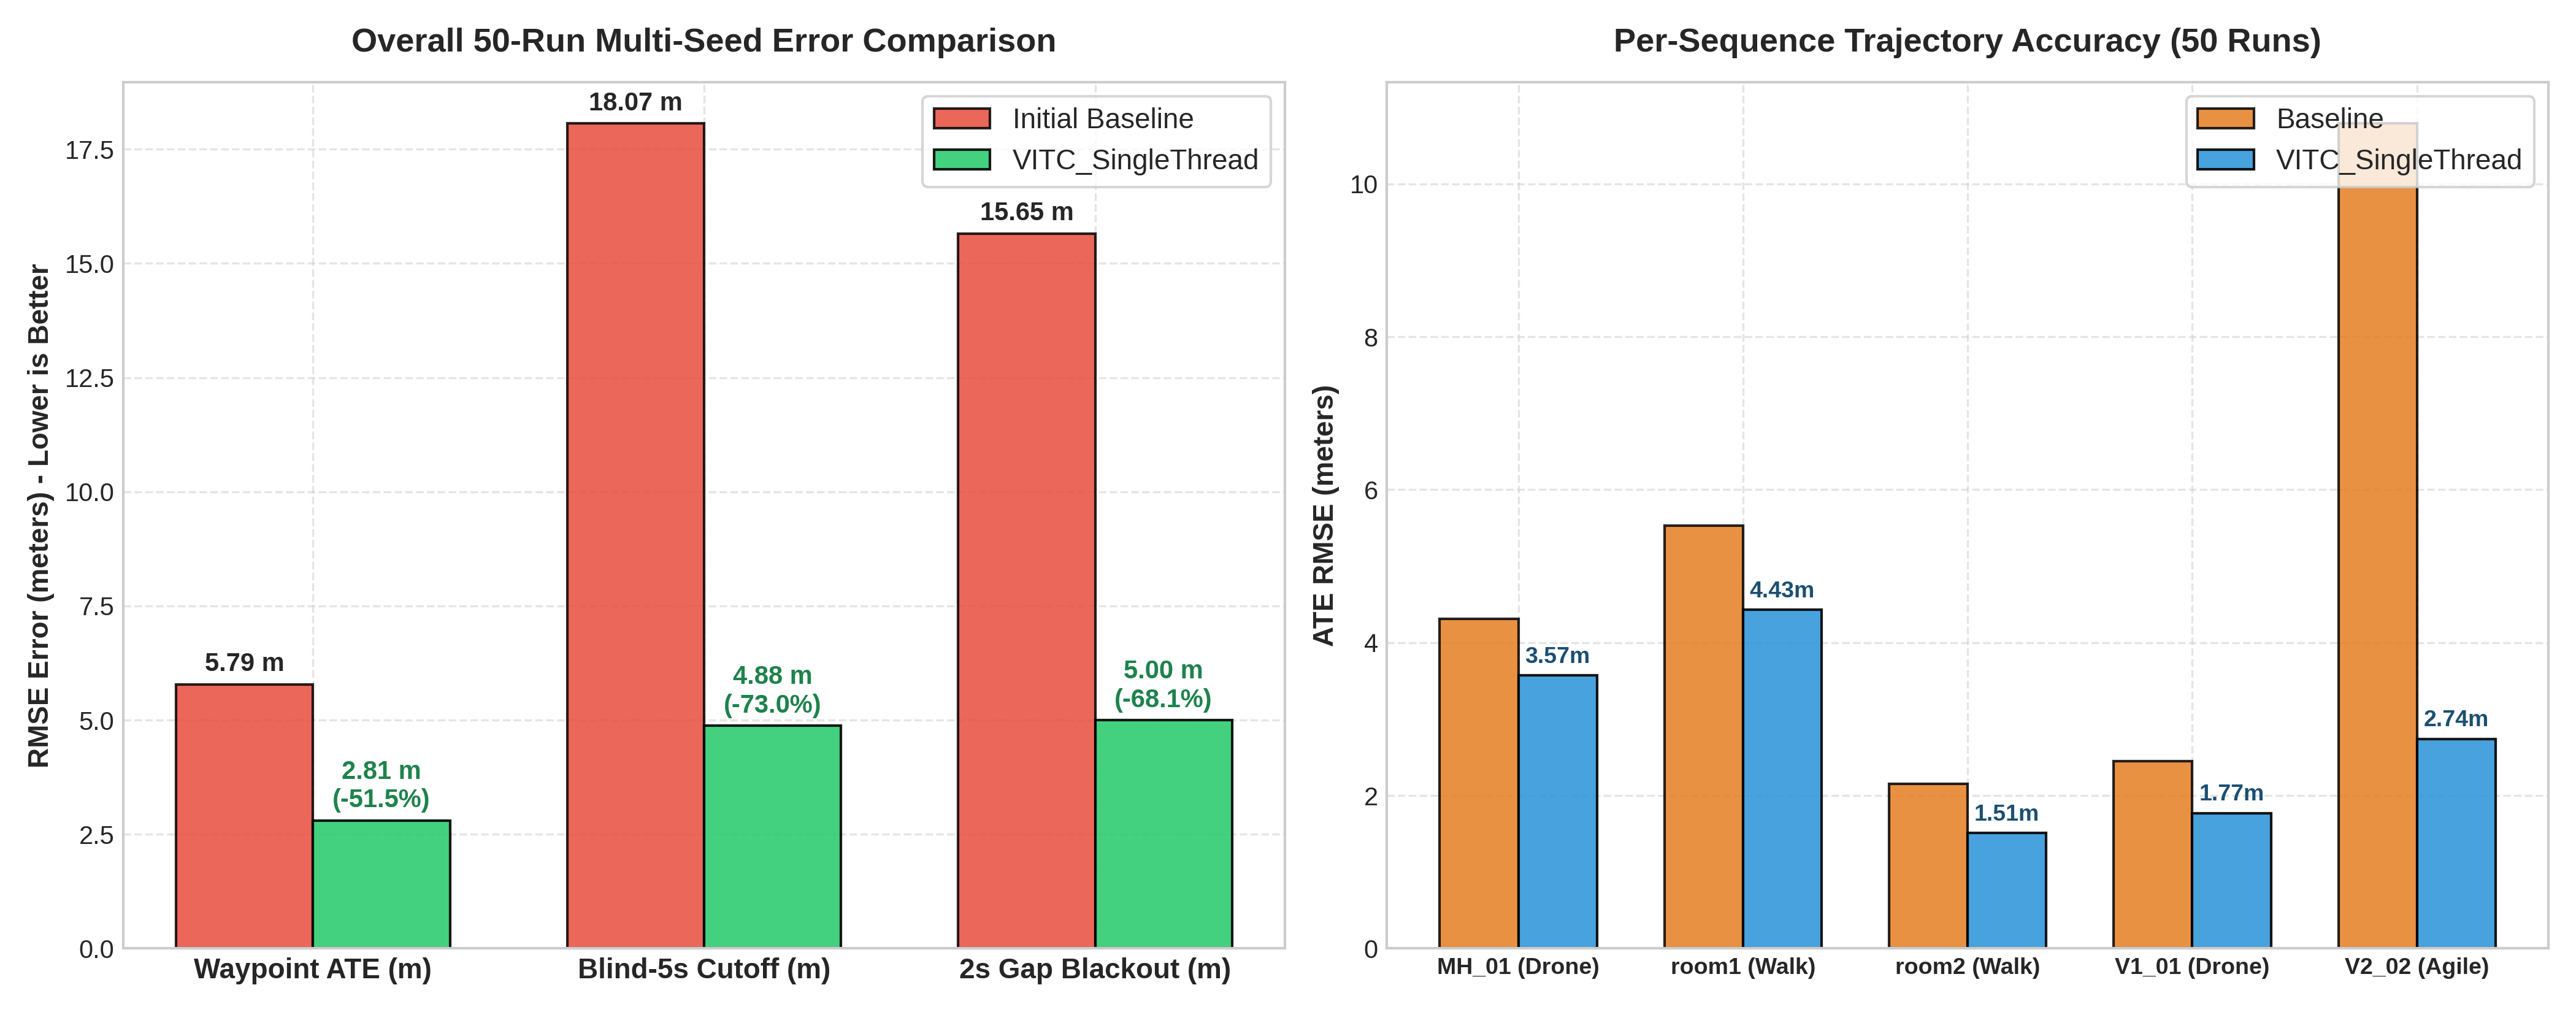 Overall 50-Run Multi-Seed Error Comparison
RMSE Error (meters) - Lower is Better
17.5
15.0
12.5
10.0
7.5
5.0
2.5
0.0
Initial Baseline
VITC_SingleThread
5.79 m
2.81 m
(-51.5%)
18.07 m
4.88 m
(-73.0%)
15.65 m
5.00 m
(-68.1%)
Waypoint ATE (m)
Blind-5s Cutoff (m)
2s Gap Blackout (m)
Per-Sequence Trajectory Accuracy (50 Runs)
ATE RMSE (meters)
10
8
6
4
2
0
Baseline
VITC_SingleThread
3.57m
4.43m
1.51m
1.77m
2.74m
MH_01 (Drone)
room1 (Walk)
room2 (Walk)
V1_01 (Drone)
V2_02 (Agile)